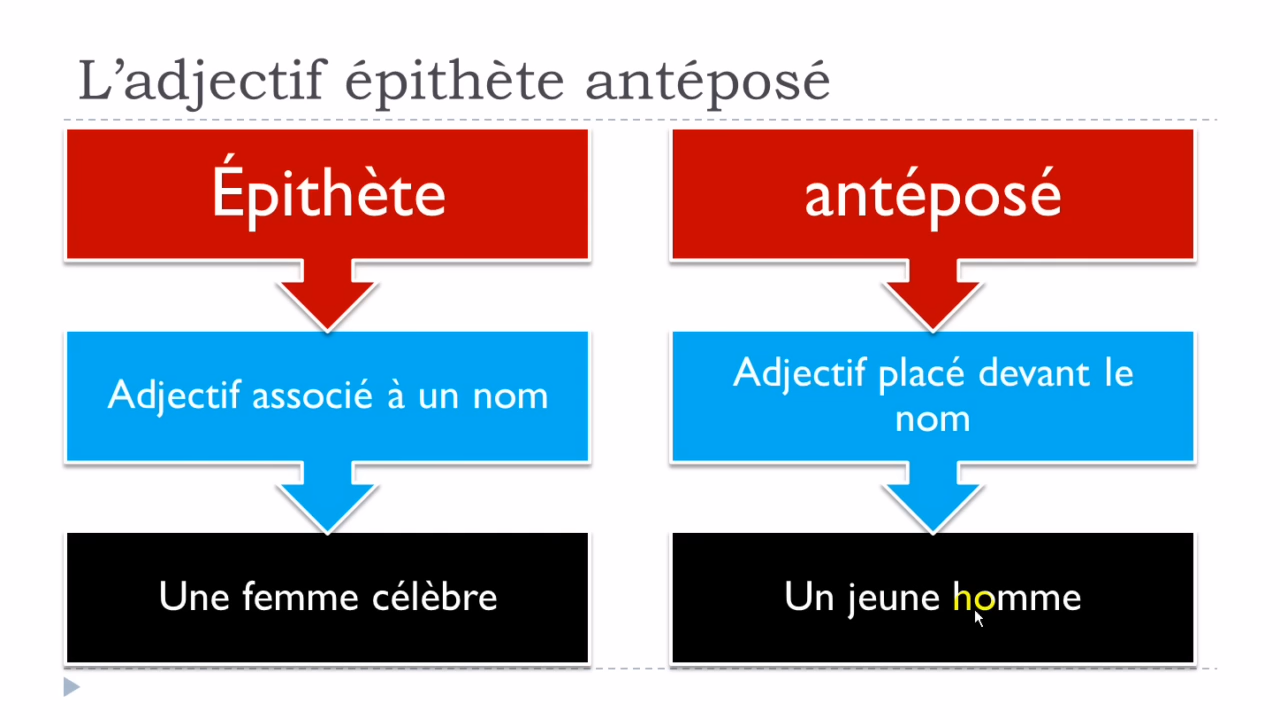 L’adjectif épithète antéposé
Épithète
Adjectif associé à un nom
Une femme célèbre
antéposé
Adjectif placé devant le
nom
Un jeune homme